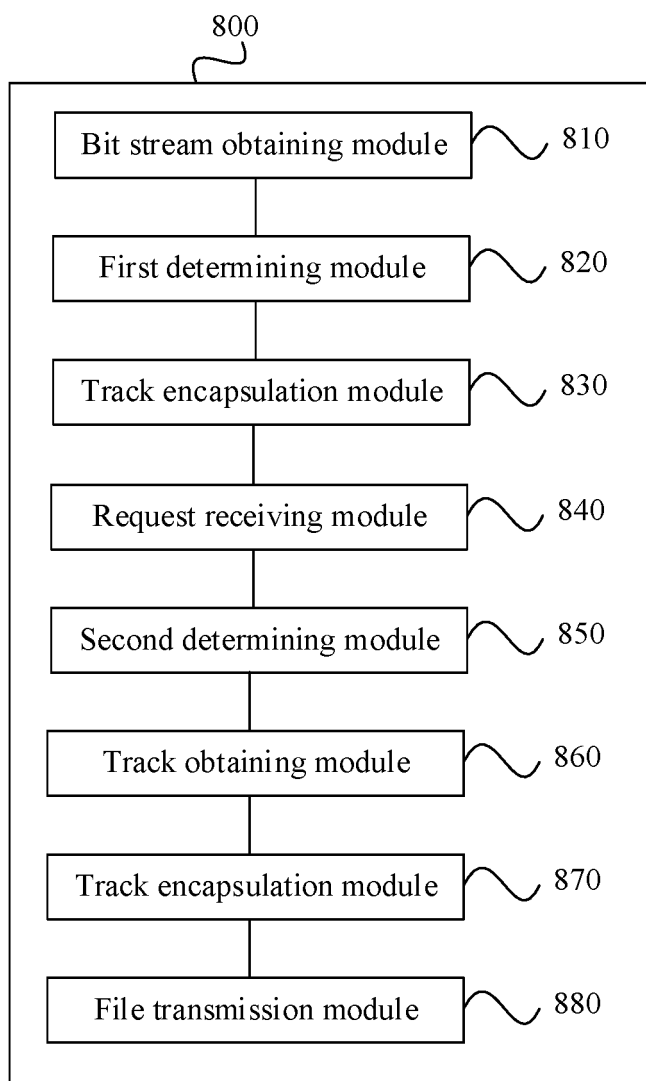 800
Bit stream obtaining module 810
First determining module 820
Track encapsulation module 830
Request receiving module 840
Second determining module 850
Track obtaining module 860
Track encapsulation module 870
File transmission module 880